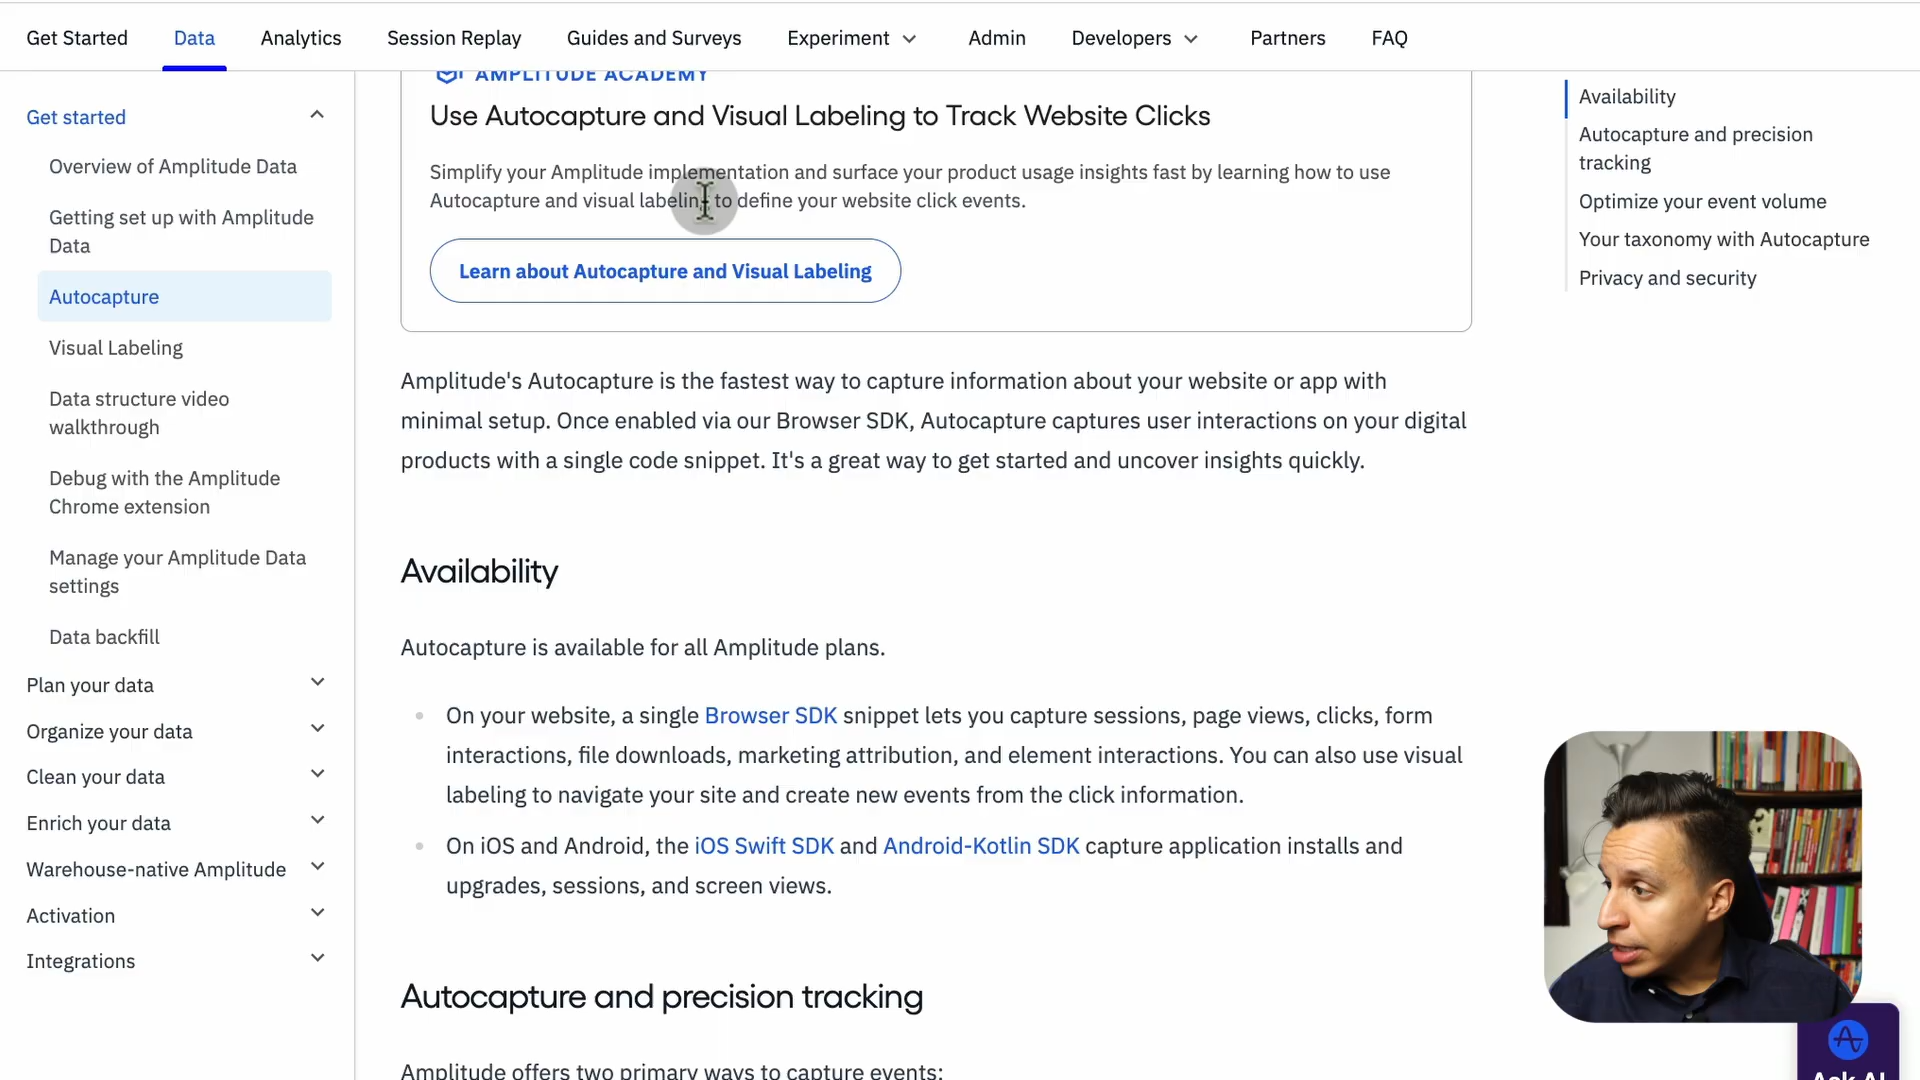 Get Started
Data
Analytics
Session Replay
Guides and Surveys
Experiment
Admin
Developers
Partners
FAQ
Get started
Overview of Amplitude Data
Getting set up with Amplitude
Data
Autocapture
Visual Labeling
Data structure video
walkthrough
Debug with the Amplitude
Chrome extension
Manage your Amplitude Data
settings
Data backfill
Plan your data
Organize your data
Clean your data
Enrich your data
Warehouse-native Amplitude
Activation
Integrations
AMPLITUDE ACADEMY
Use Autocapture and Visual Labeling to Track Website Clicks
Simplify your Amplitude implementation and surface your product usage insights fast by learning how to use
Autocapture and visual labeling to define your website click events.
Learn about Autocapture and Visual Labeling
Amplitude's Autocapture is the fastest way to capture information about your website or app with
minimal setup. Once enabled via our Browser SDK, Autocapture captures user interactions on your digital
products with a single code snippet. It's a great way to get started and uncover insights quickly.
Availability
Autocapture is available for all Amplitude plans.
On your website, a single Browser SDK snippet lets you capture sessions, page views, clicks, form
interactions, file downloads, marketing attribution, and element interactions. You can also use visual
labeling to navigate your site and create new events from the click information.
On iOS and Android, the iOS Swift SDK and Android-Kotlin SDK capture application installs and
upgrades, sessions, and screen views.
Autocapture and precision tracking
Amplitude offers two primary ways to capture events:
Availability
Autocapture and precision
tracking
Optimize your event volume
Your taxonomy with Autocapture
Privacy and security
Ask AI